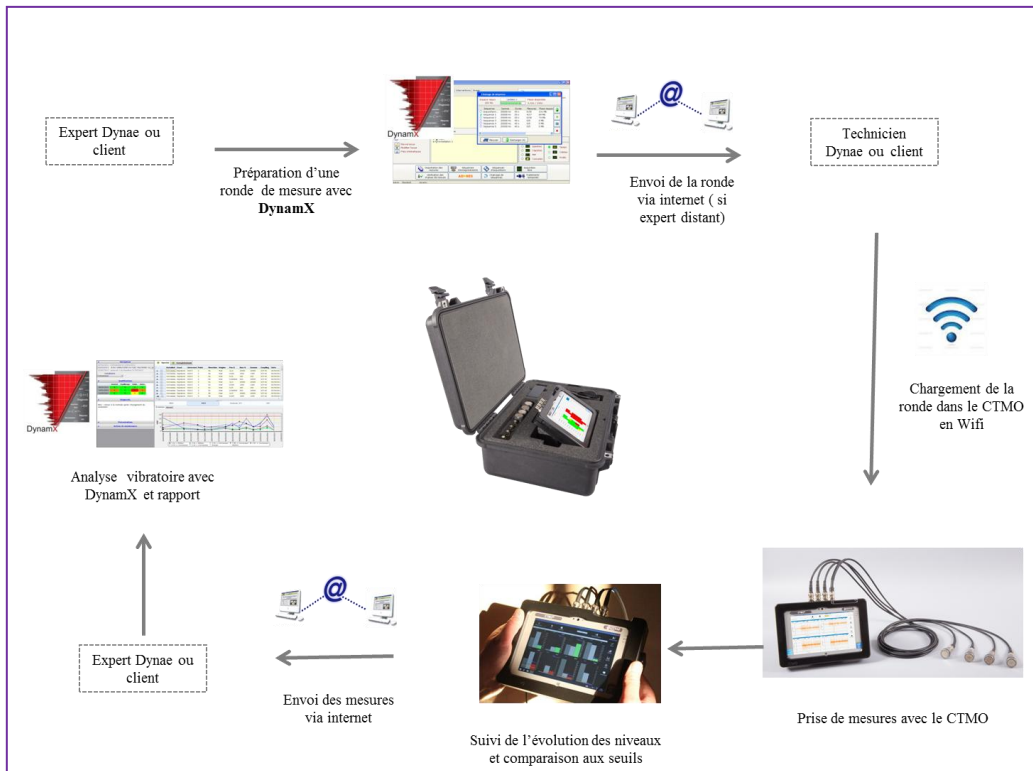 Expert Dynae ou
client
Préparation d'une
ronde de mesure avec
DynamX
DynamX
@
Envoi de la ronde
via internet ( si
expert distant)
Technicien
Dynae ou client
Chargement de la
ronde dans le CTMO
en Wifi
Prise de mesures avec le CTMO
Suivi de l'évolution des niveaux
et comparaison aux seuils
@
Envoi des mesures
via internet
Expert Dynae ou
client
Analyse vibratoire avec
DynamX et rapport
DynamX